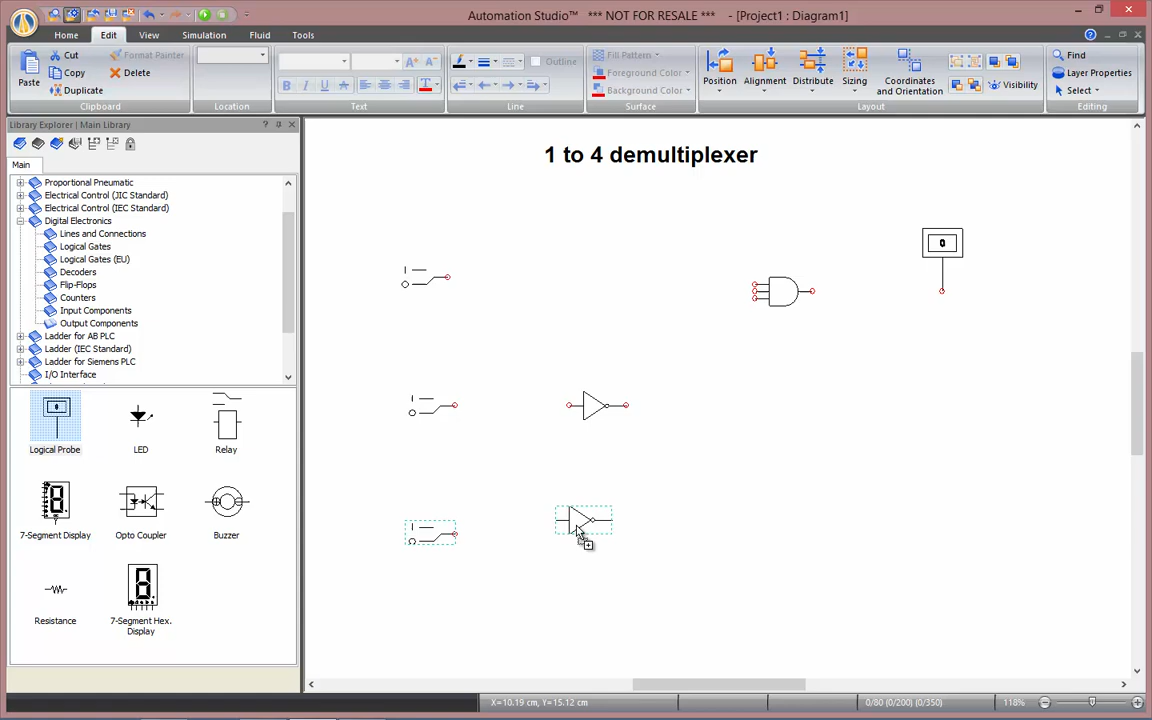 Automation Studio™ *** NOT FOR RESALE *** - [Project1 : Diagram1]
Home Edit View Simulation Fluid Tools
Paste
Cut
Copy
Duplicate
Format Painter
Delete
Clipboard
Location
B I U A T
Text
Outline
Line
Fill Pattern
Foreground Color
Background Color
Surface
Position
Alignment
Distribute
Sizing
Coordinates
and Orientation
Visibility
Layout
Find
Layer Properties
Select
Editing
Library Explorer | Main Library
Main
Proportional Pneumatic
Electrical Control (JIC Standard)
Electrical Control (IEC Standard)
Digital Electronics
Lines and Connections
Logical Gates
Logical Gates (EU)
Decoders
Flip-Flops
Counters
Input Components
Output Components
Ladder for AB PLC
Ladder (IEC Standard)
Ladder for Siemens PLC
I/O Interface
Logical Probe
LED
Relay
7-Segment Display
Opto Coupler
Buzzer
Resistance
7-Segment Hex.
Display
1 to 4 demultiplexer
0
X=10.19 cm, Y=15.12 cm
0/80 (0/200) (0/350)
118%